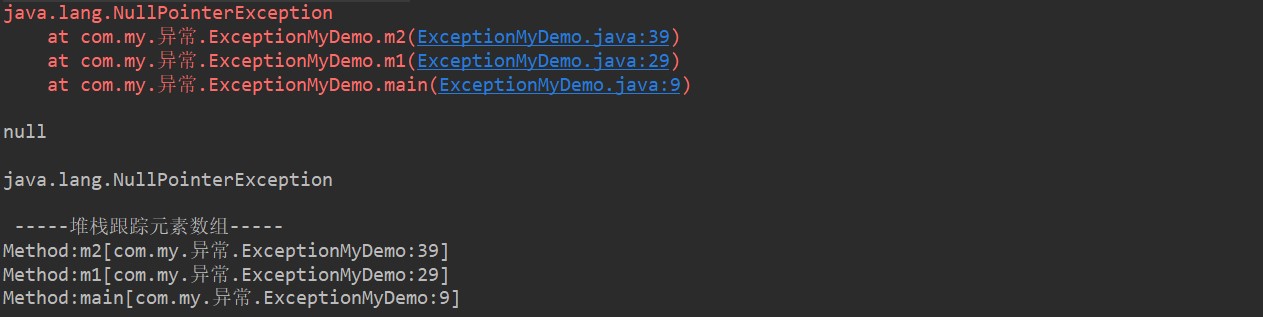 java.lang.NullPointerException
at com.my.异常.ExceptionMyDemo.m2(ExceptionMyDemo.java:39)
at com.my.异常.ExceptionMyDemo.m1(ExceptionMyDemo.java:29)
at com.my.异常.ExceptionMyDemo.main(ExceptionMyDemo.java:9)
null
java.lang.NullPointerException
-----堆栈跟踪元素数组-----
Method:m2[com.my.异常.ExceptionMyDemo:39]
Method:m1[com.my.异常.ExceptionMyDemo:29]
Method:main[com.my.异常.ExceptionMyDemo:9]